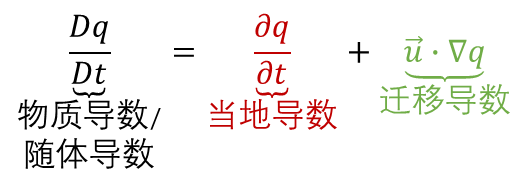 Dq/Dt = ∂q/∂t + u⃗ · ∇q
物质导数/ 当地导数 迁移导数
随体导数